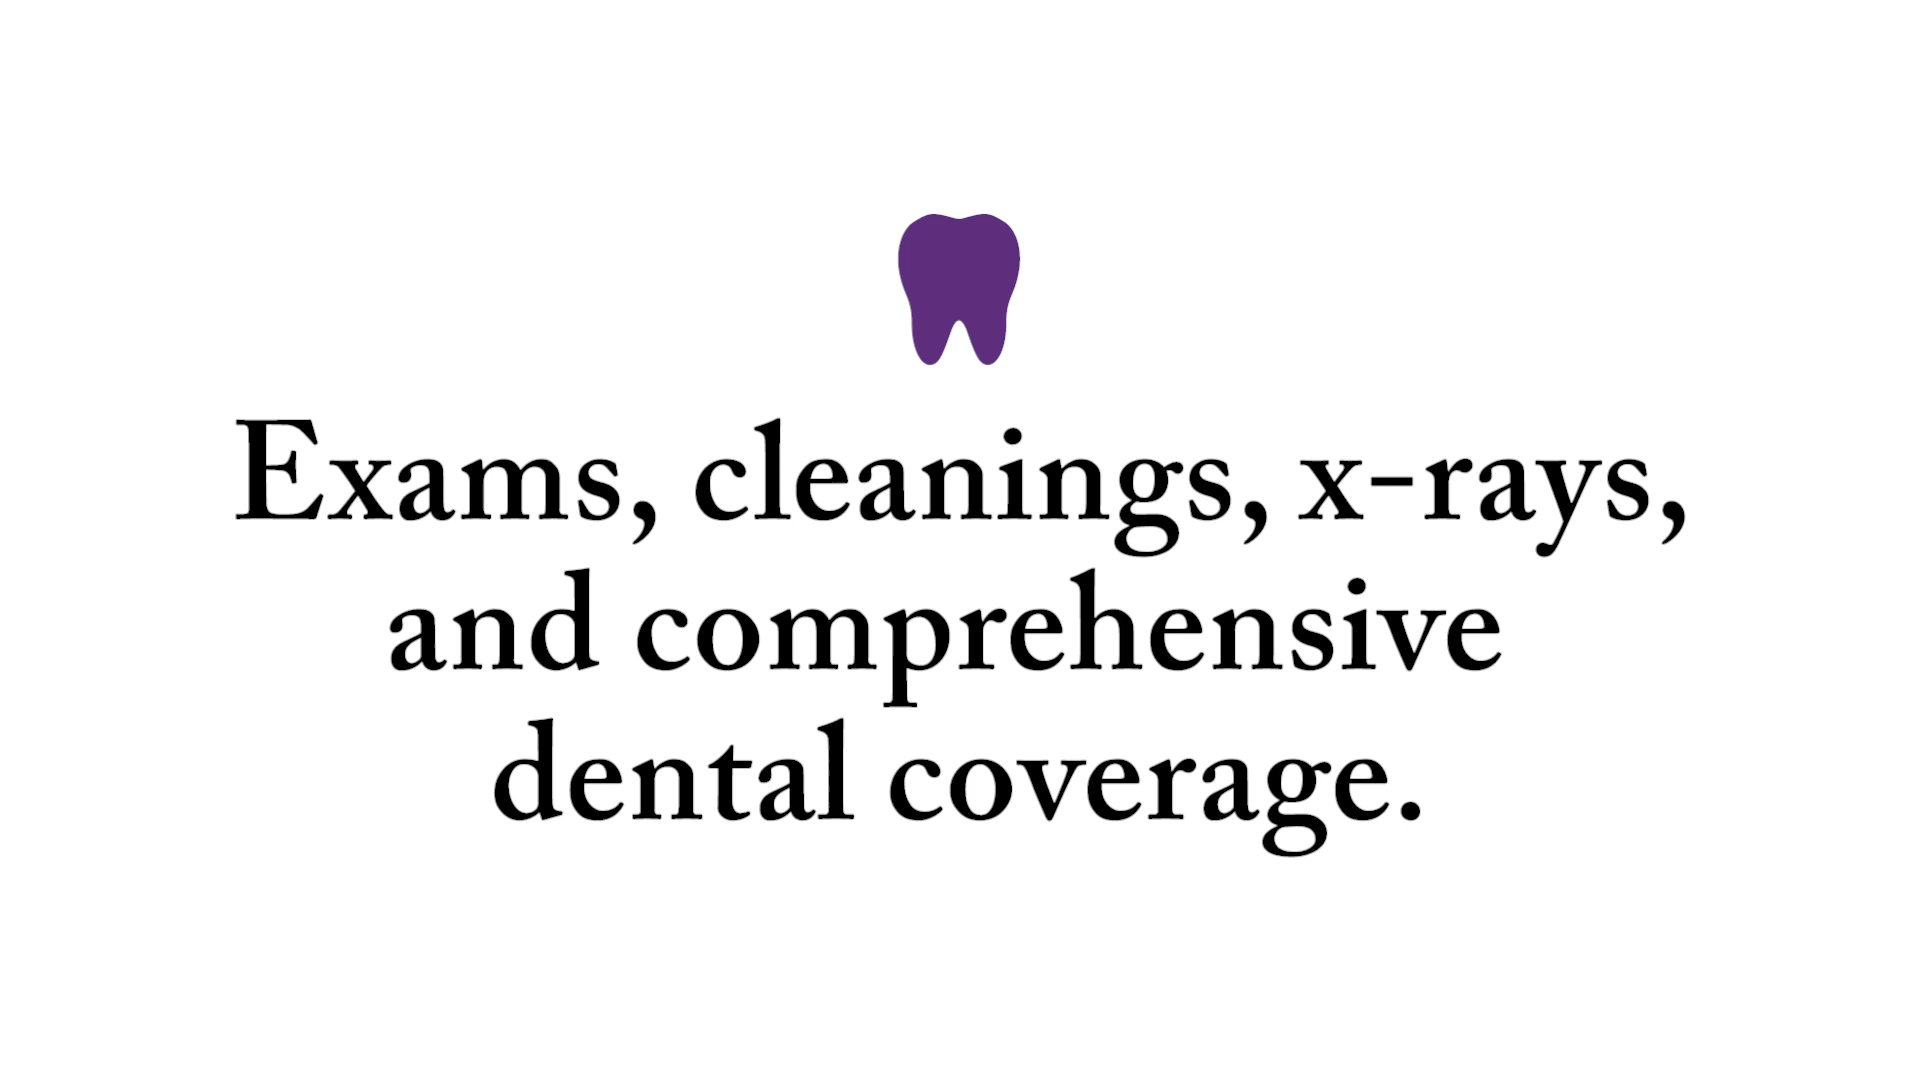 Exams, cleanings, x-rays,
and comprehensive
dental coverage.